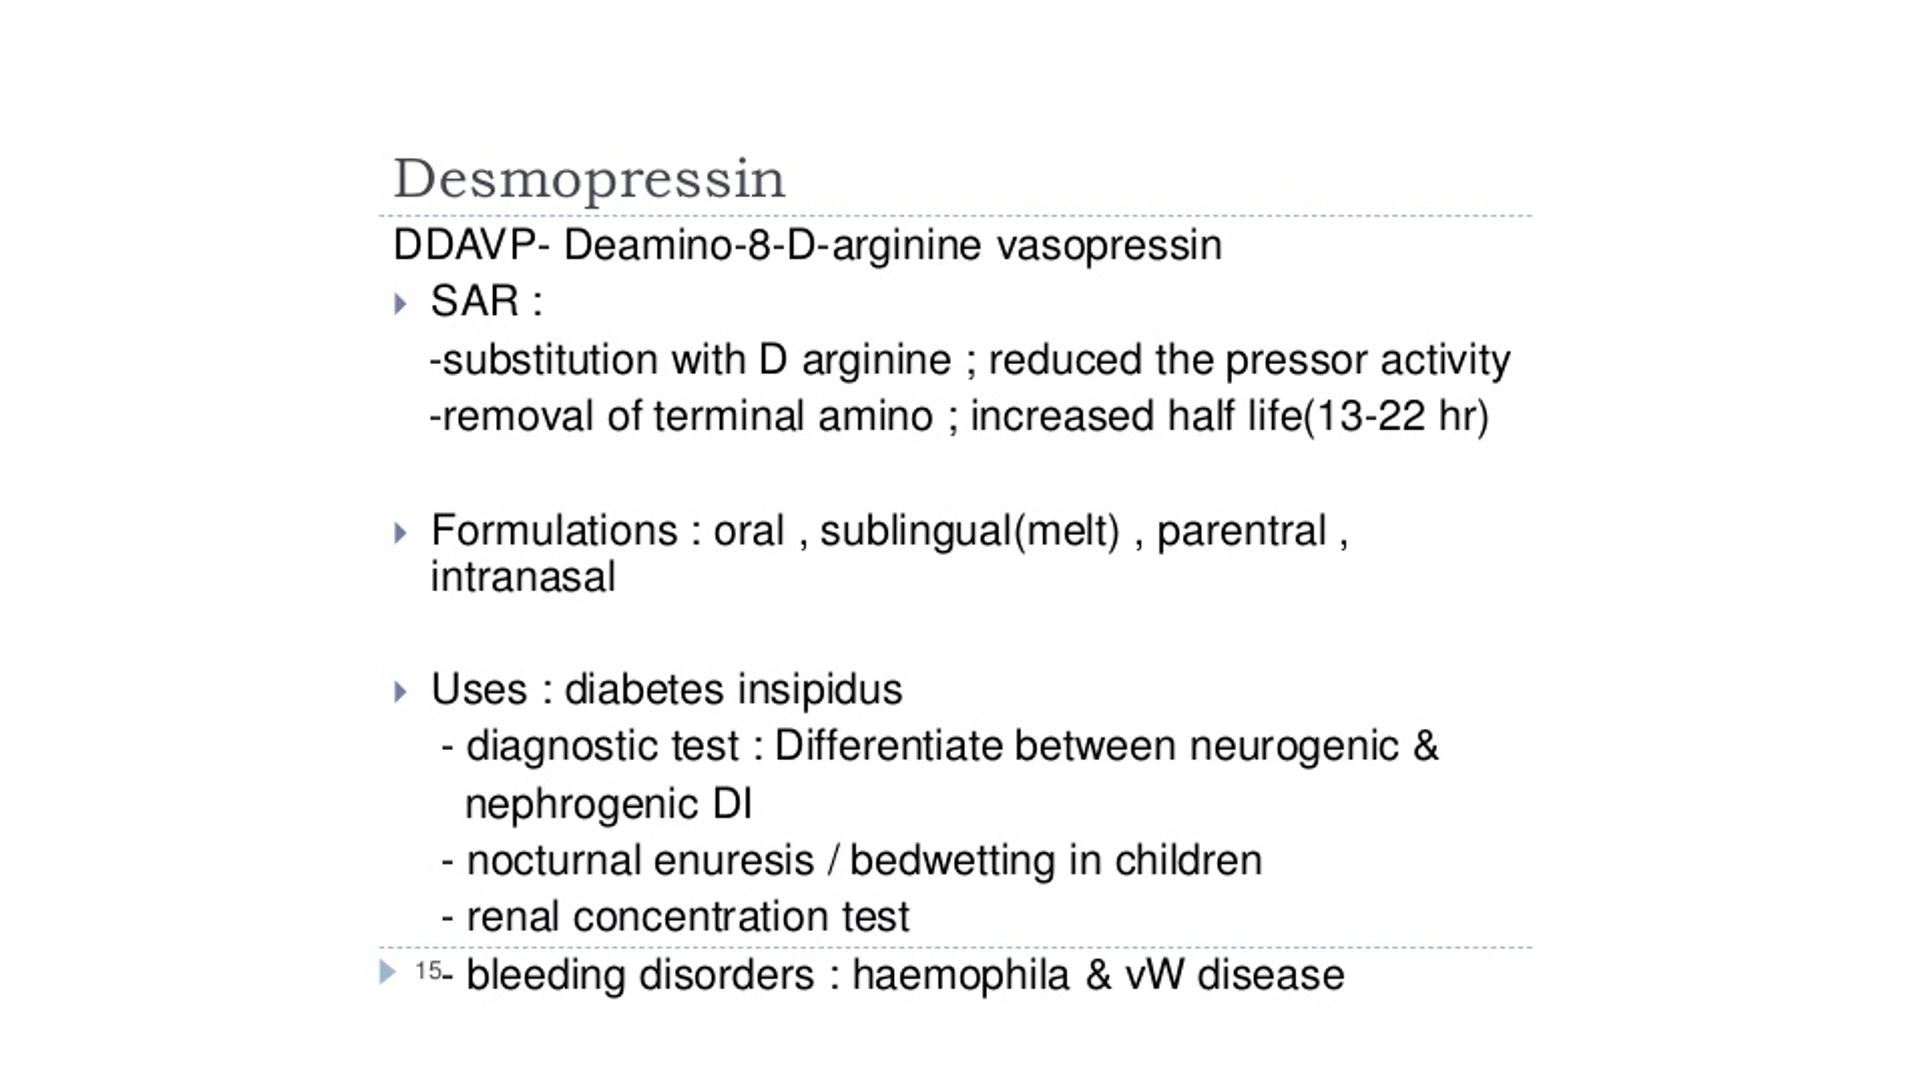 Desmopressin
DDAVP- Deamino-8-D-arginine vasopressin
SAR :
-substitution with D arginine ; reduced the pressor activity
-removal of terminal amino ; increased half life(13-22 hr)
Formulations : oral , sublingual(melt) , parentral ,
intranasal
Uses : diabetes insipidus
- diagnostic test : Differentiate between neurogenic &
nephrogenic DI
- nocturnal enuresis / bedwetting in children
- renal concentration test
15- bleeding disorders : haemophila & vW disease